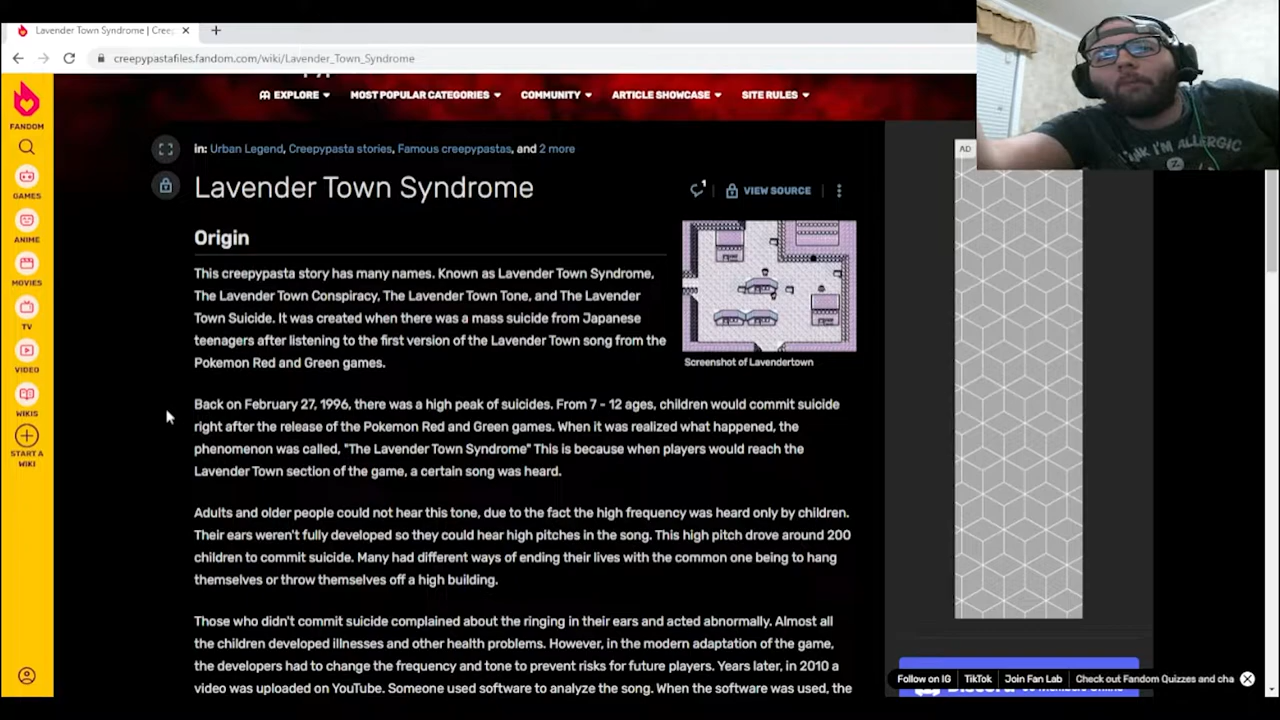 Lavender Town Syndrome | Cree
creepypastafiles.fandom.com/wiki/Lavender_Town_Syndrome
EXPLORE
MOST POPULAR CATEGORIES
COMMUNITY
ARTICLE SHOWCASE
SITE RULES
FANDOM
GAMES
ANIME
MOVIES
TV
VIDEO
WIKIS
START A
WIKI
in: Urban Legend, Creepypasta stories, Famous creepypastas, and 2 more
Lavender Town Syndrome
1
VIEW SOURCE
Origin
This creepypasta story has many names. Known as Lavender Town Syndrome,
The Lavender Town Conspiracy, The Lavender Town Tone, and The Lavender
Town Suicide. It was created when there was a mass suicide from Japanese
teenagers after listening to the first version of the Lavender Town song from the
Pokemon Red and Green games.
Screenshot of Lavendertown
Back on February 27, 1996, there was a high peak of suicides. From 7 - 12 ages, children would commit suicide
right after the release of the Pokemon Red and Green games. When it was realized what happened, the
phenomenon was called, "The Lavender Town Syndrome" This is because when players would reach the
Lavender Town section of the game, a certain song was heard.
Adults and older people could not hear this tone, due to the fact the high frequency was heard only by children.
Their ears weren't fully developed so they could hear high pitches in the song. This high pitch drove around 200
children to commit suicide. Many had different ways of ending their lives with the common one being to hang
themselves or throw themselves off a high building.
Those who didn't commit suicide complained about the ringing in their ears and acted abnormally. Almost all
the children developed illnesses and other health problems. However, in the modern adaptation of the game,
the developers had to change the frequency and tone to prevent risks for future players. Years later, in 2010 a
video was uploaded on YouTube. Someone used software to analyze the song. When the software was used, the
AD
I'M ALLERGIC
Follow on IG
TikTok
Join Fan Lab
Check out Fandom Quizzes and cha